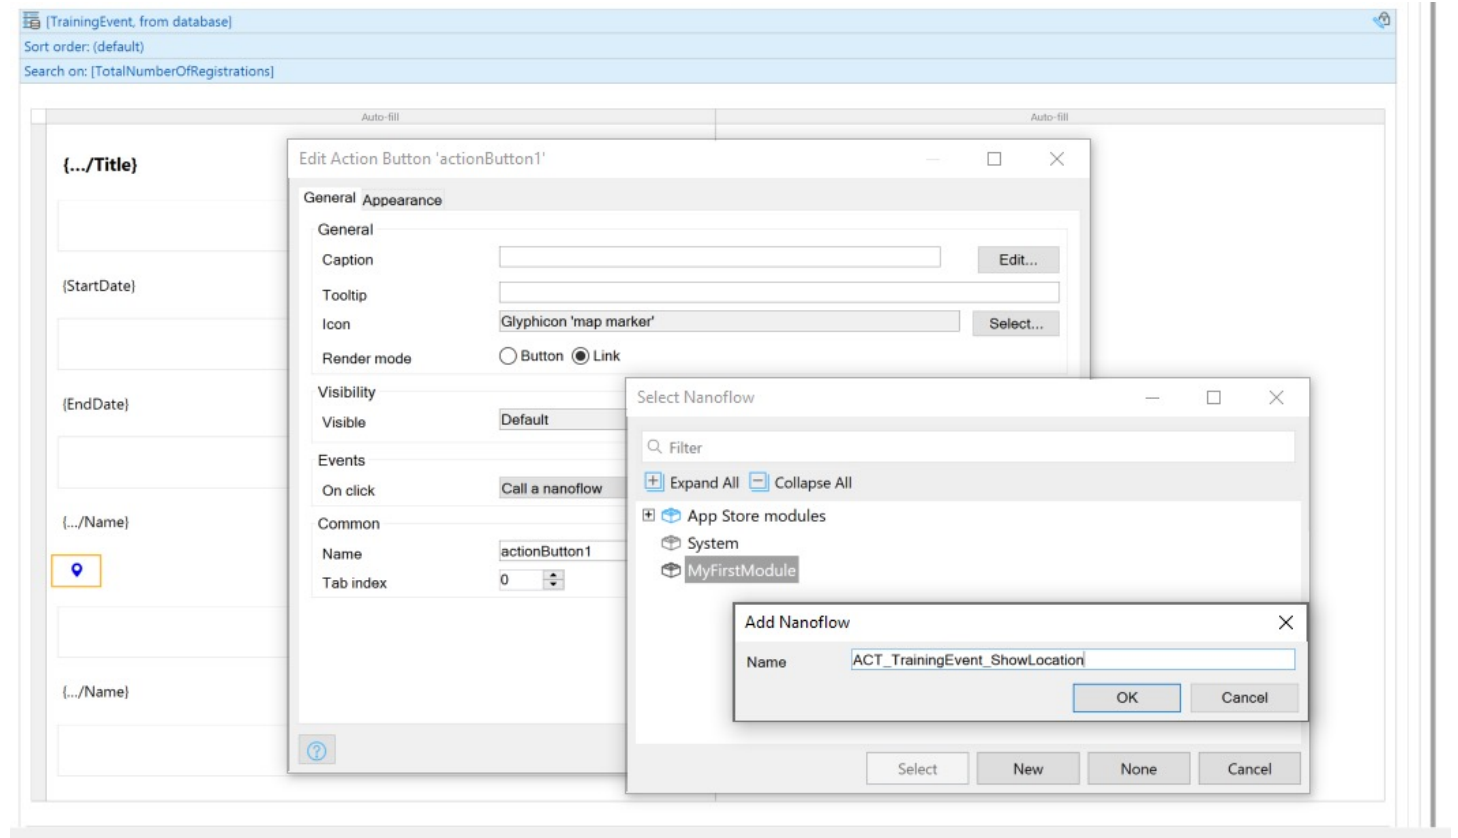 [TrainingEvent, from database]
Sort order: (default)
Search on: [TotalNumberOfRegistrations]
Auto-fill
Auto-fill
{.../Title}
{StartDate}
{EndDate}
{.../Name}
{.../Name}
Edit Action Button 'actionButton1'
General Appearance
General
Caption
Edit...
Tooltip
Icon Glyphicon 'map marker' Select...
Render mode Button Link
Visibility
Visible Default
Events
On click Call a nanoflow
Common
Name actionButton1
Tab index 0
?
Select Nanoflow
Filter
Expand All Collapse All
App Store modules
System
MyFirstModule
Add Nanoflow
Name ACT_TrainingEvent_ShowLocation
OK Cancel
Select New None Cancel